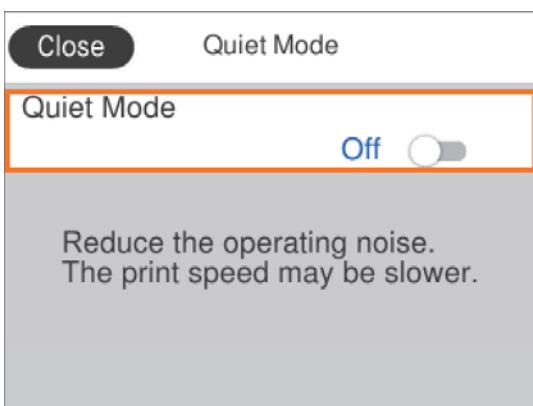 Close Quiet Mode
Quiet Mode
Off
Reduce the operating noise.
The print speed may be slower.